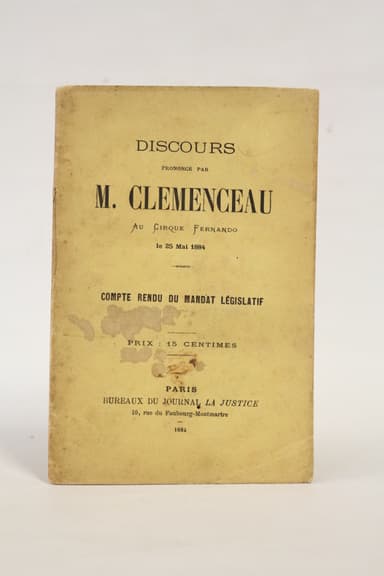 DISCOURS
PRONONCÉ PAR
M. CLEMENCEAU
AU CIRQUE FERNANDO
le 25 Mai 1884
COMPTE RENDU DU MANDAT LÉGISLATIF
PRIX : 15 CENTIMES
PARIS
BUREAUX DU JOURNAL LA JUSTICE
10, rue du Faubourg-Montmartre
1884